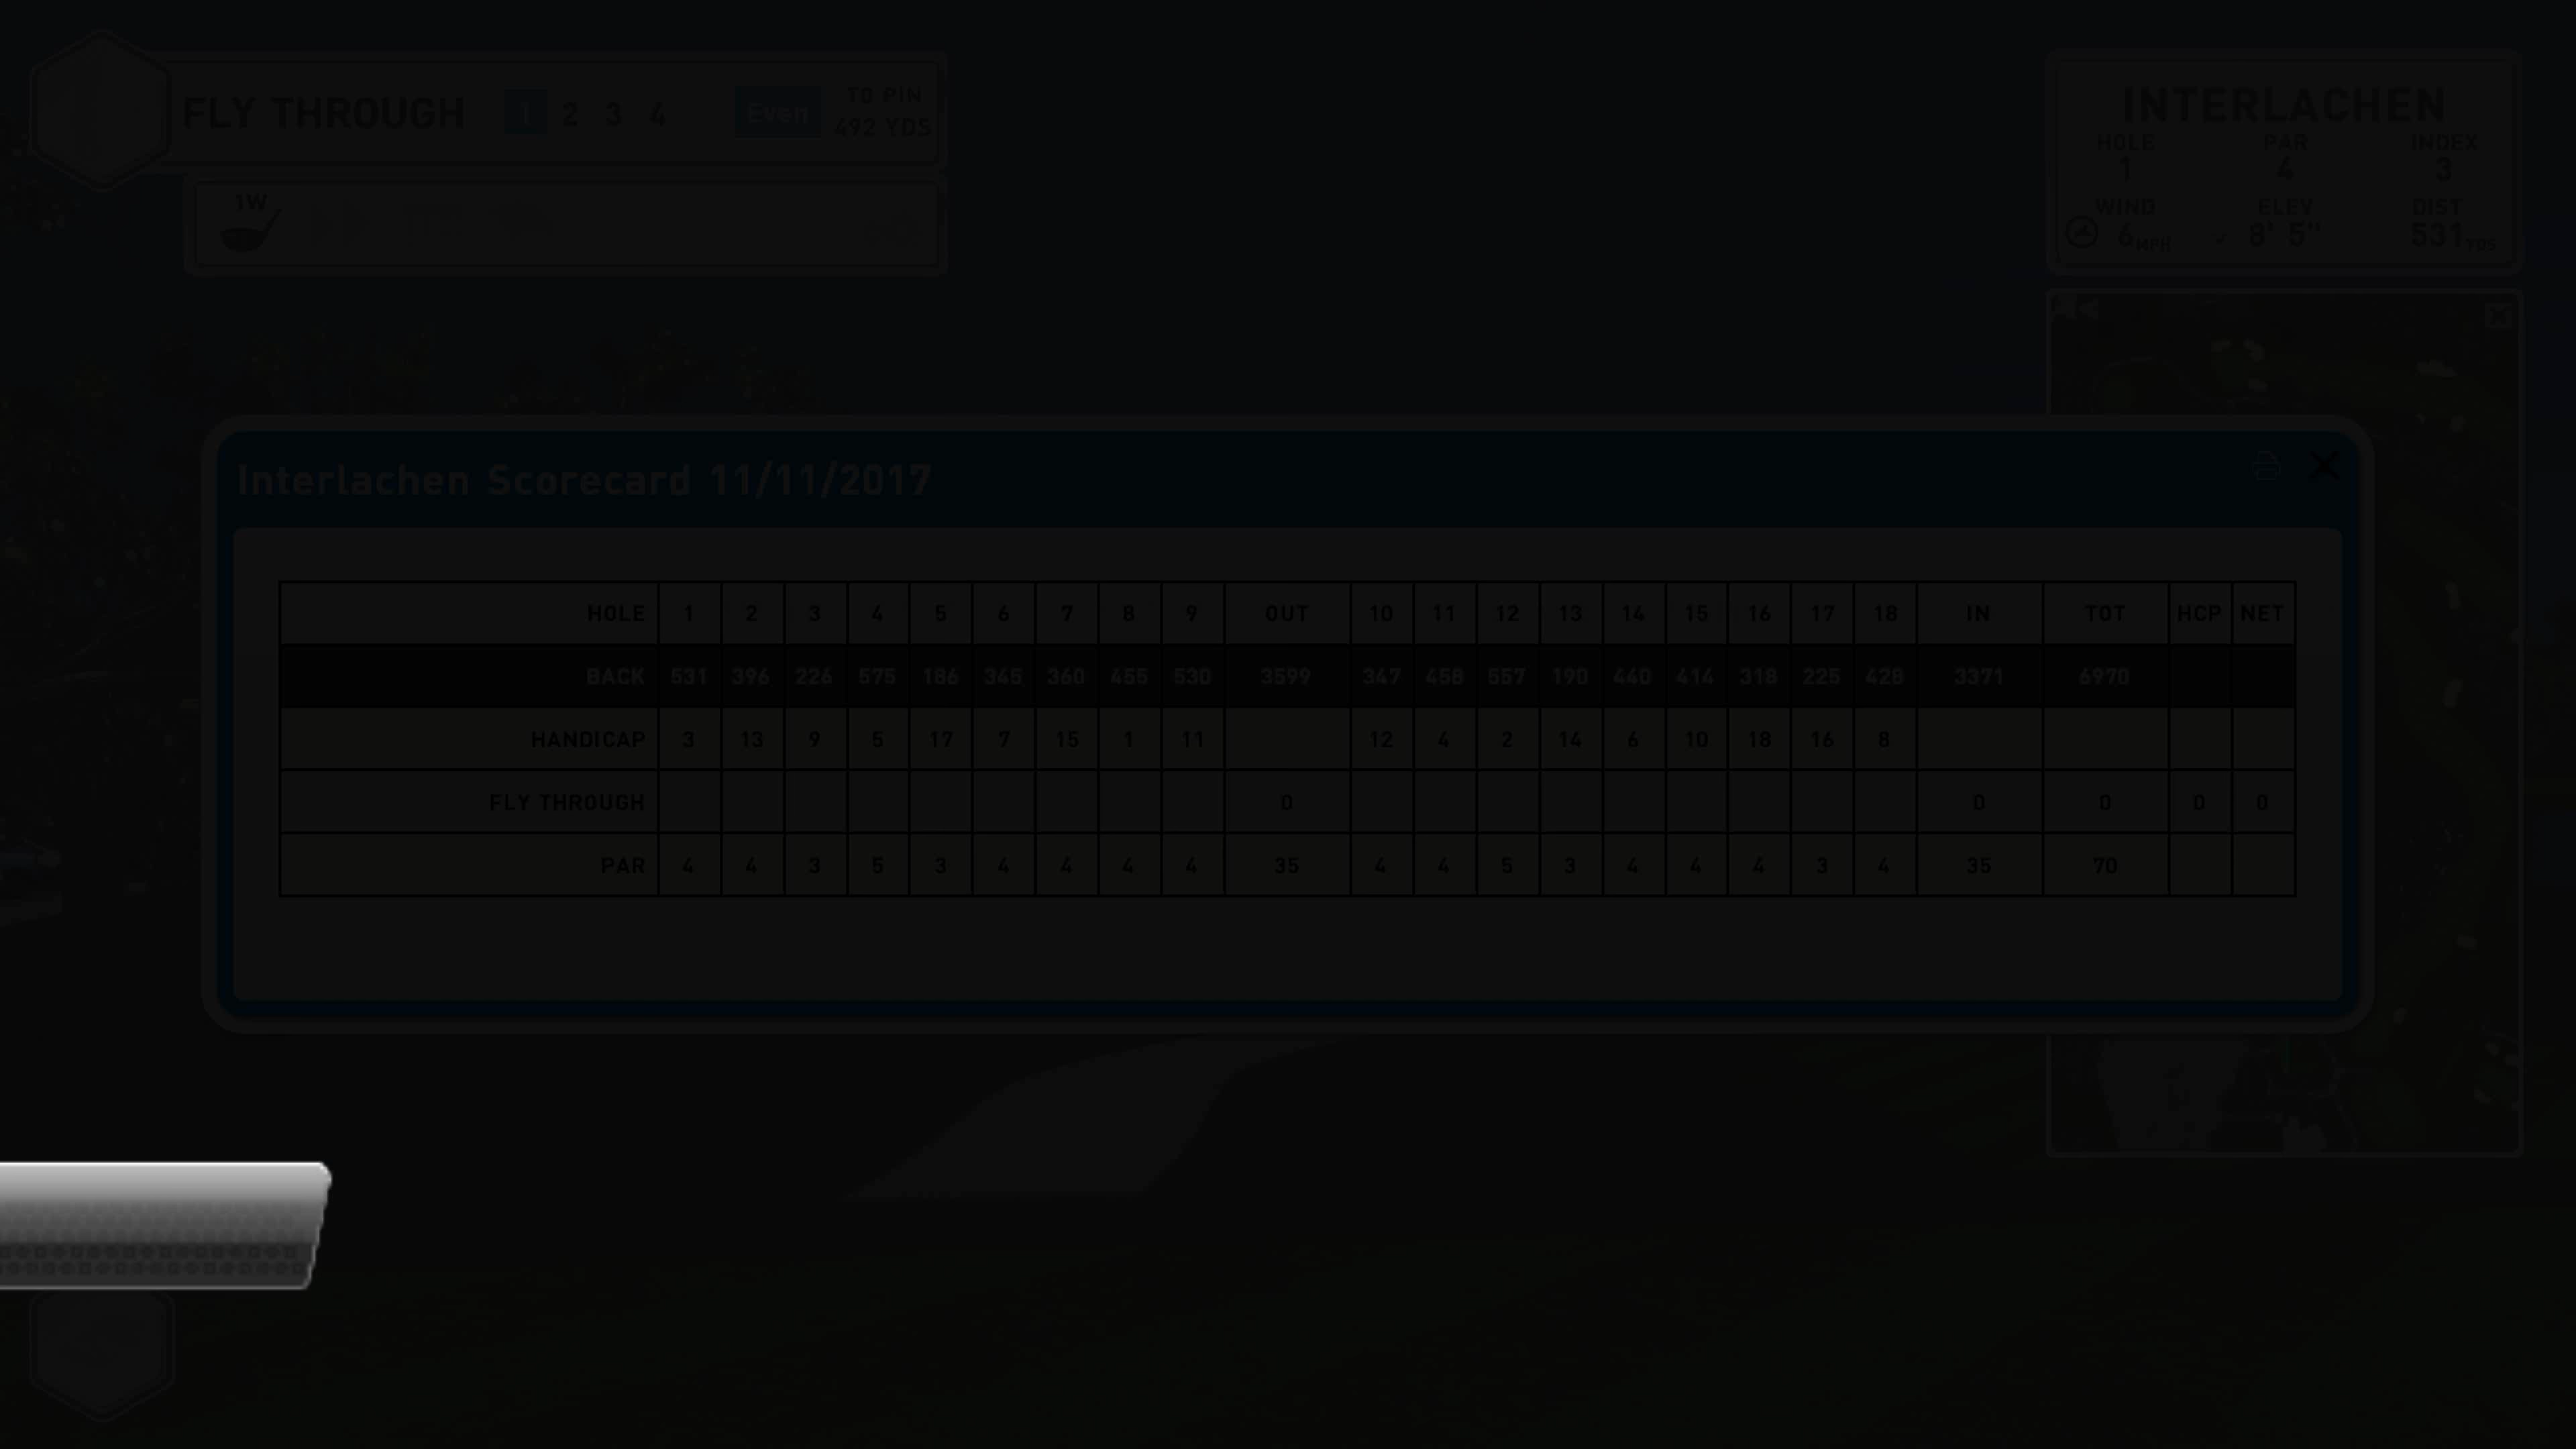 FLY THROUGH 1 2 3 4 Even TO PIN 492 YDS
1W
INTERLACHEN
HOLE PAR INDEX
1 4 3
WIND ELEV DIST
6 MPH 8' 5" 531 YDS
Interlachen Scorecard 11/11/2017
HOLE 1 2 3 4 5 6 7 8 9 OUT 10 11 12 13 14 15 16 17 18 IN TOT HCP NET
BACK 531 396 226 575 186 345 360 455 530 3599 347 458 557 190 440 414 318 225 428 3371 6970
HANDICAP 3 13 9 5 17 7 15 1 11 12 4 2 14 6 10 18 16 8
FLY THROUGH 0 0 0 0 0
PAR 4 4 3 5 3 4 4 4 4 35 4 4 5 3 4 4 4 3 4 35 70